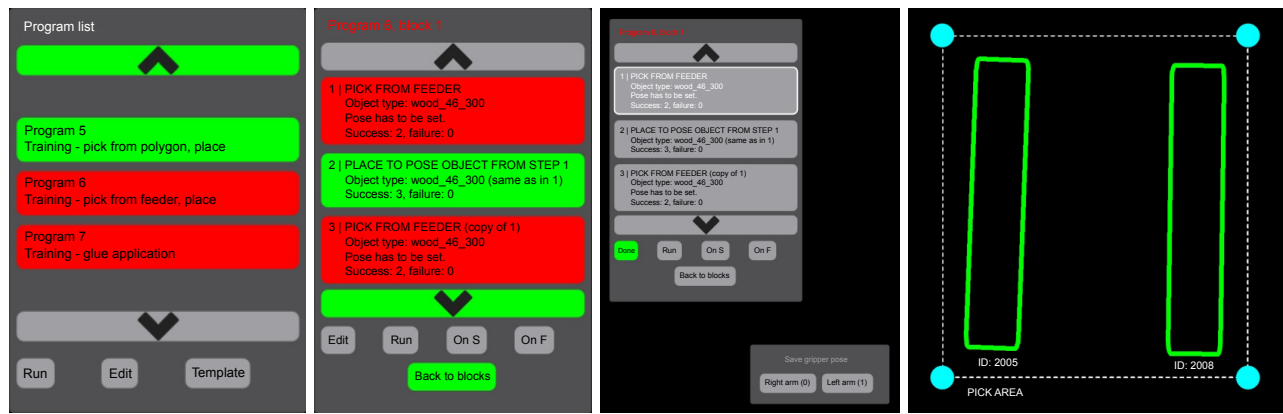 Program list
Program 5
Training - pick from polygon, place
Program 6
Training - pick from feeder, place
Program 7
Training - glue application
Run
Edit
Template
Program 6, block 1
1 | PICK FROM FEEDER
Object type: wood_46_300
Pose has to be set.
Success: 2, failure: 0
2 | PLACE TO POSE OBJECT FROM STEP 1
Object type: wood_46_300 (same as in 1)
Success: 3, failure: 0
3 | PICK FROM FEEDER (copy of 1)
Object type: wood_46_300
Pose has to be set.
Success: 2, failure: 0
Edit
Run
On S
On F
Back to blocks
Program 6, block 1
1 | PICK FROM FEEDER
Object type: wood_46_300
Pose has to be set.
Success: 2, failure: 0
2 | PLACE TO POSE OBJECT FROM STEP 1
Object type: wood_46_300 (same as in 1)
Success: 3, failure: 0
3 | PICK FROM FEEDER (copy of 1)
Object type: wood_46_300
Pose has to be set.
Success: 2, failure: 0
Done
Run
On S
On F
Back to blocks
Save gripper pose
Right arm (0)
Left arm (1)
ID: 2005
ID: 2008
PICK AREA